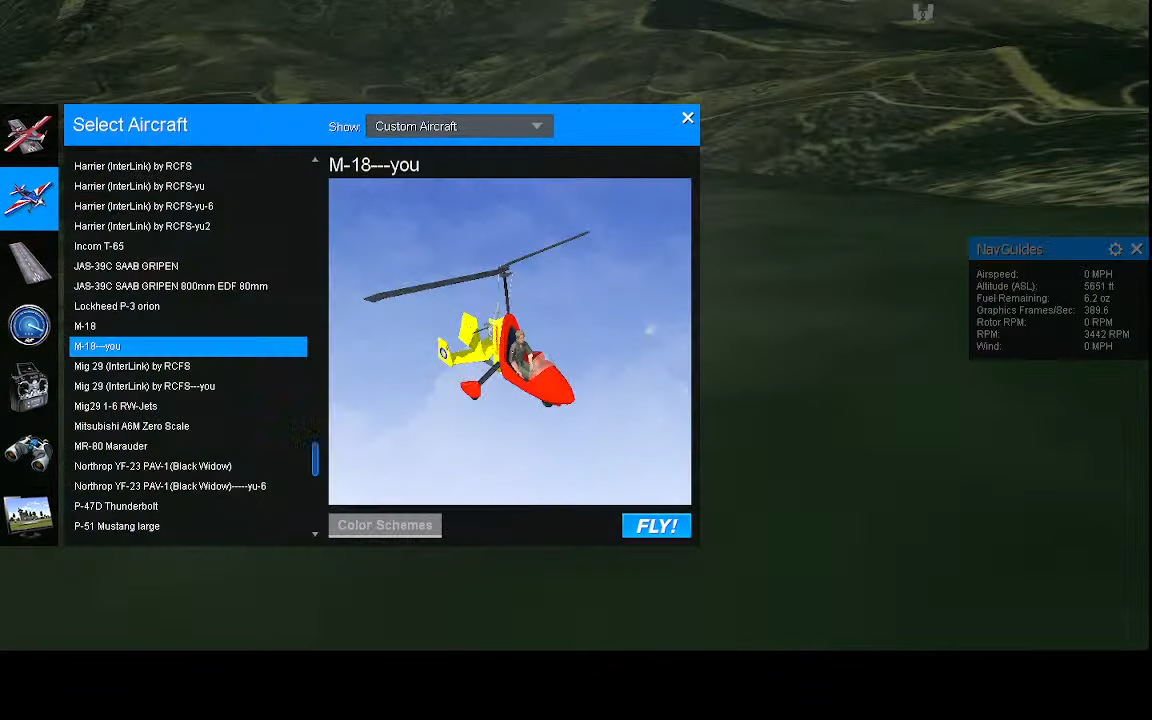 Select Aircraft
Show:
Custom Aircraft
Harrier (InterLink) by RCFS
Harrier (InterLink) by RCFS-yu
Harrier (InterLink) by RCFS-yu-6
Harrier (InterLink) by RCFS-yu2
Incom T-65
JAS-39C SAAB GRIPEN
JAS-39C SAAB GRIPEN 800mm EDF 80mm
Lockheed P-3 orion
M-18
M-18---you
Mig 29 (InterLink) by RCFS
Mig 29 (InterLink) by RCFS---you
Mig29 1-6 RW-Jets
Mitsubishi A6M Zero Scale
MR-80 Marauder
Northrop YF-23 PAV-1(Black Widow)
Northrop YF-23 PAV-1(Black Widow)-----yu-6
P-47D Thunderbolt
P-51 Mustang large
M-18---you
Color Schemes
FLY!
NavGuides
Airspeed: 0 MPH
Altitude (ASL): 5651 ft
Fuel Remaining: 6.2 oz
Graphics Frames/Sec: 389.6
Rotor RPM: 0 RPM
RPM: 3442 RPM
Wind: 0 MPH